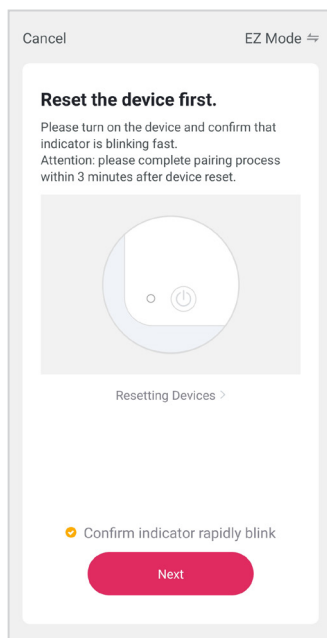 Cancel
EZ Mode
Reset the device first.
Please turn on the device and confirm that
indicator is blinking fast.
Attention: please complete pairing process
within 3 minutes after device reset.
Resetting Devices >
Confirm indicator rapidly blink
Next